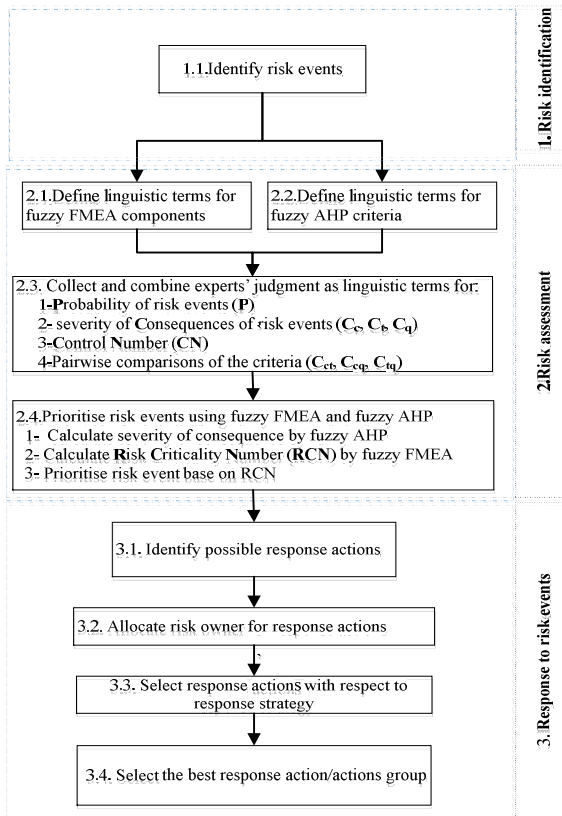 1.1.Identify risk events
1. Risk identification
2.1.Define linguistic terms for
fuzzy FMEA components
2.2.Define linguistic terms for
fuzzy AHP criteria
2.3. Collect and combine experts' judgment as linguistic terms for:
1-Probability of risk events (P)
2- severity of Consequences of risk events (Cc, Ct, Cq)
3-Control Number (CN)
4-Pairwise comparisons of the criteria (Cct, Ccq, Ctq)
2.4.Prioritise risk events using fuzzy FMEA and fuzzy AHP
1- Calculate severity of consequence by fuzzy AHP
2- Calculate Risk Criticality Number (RCN) by fuzzy FMEA
3- Prioritise risk event base on RCN
2.Risk assessment
3.1. Identify possible response actions
3.2. Allocate risk owner for response actions
3.3. Select response actions with respect to
response strategy
3.4. Select the best response action/actions group
3. Response to risk events